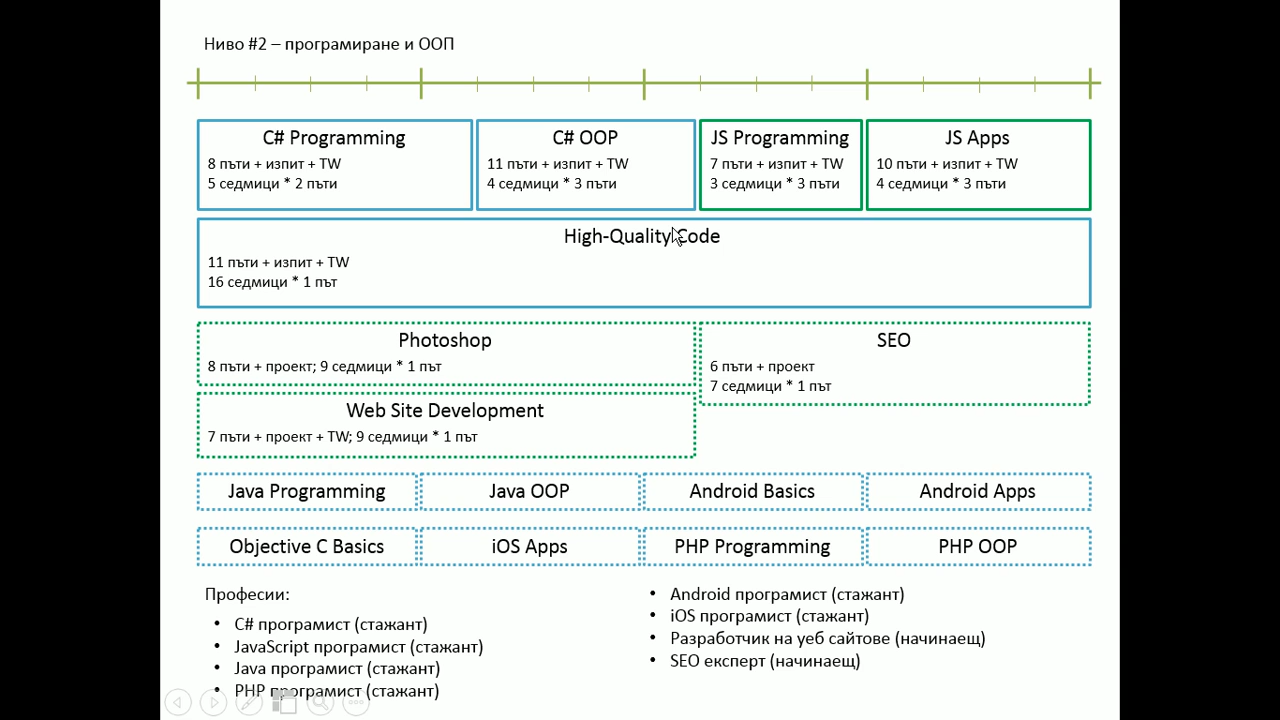 Ниво #2 – програмиране и ООП
C# Programming
8 пъти + изпит + TW
5 седмици * 2 пъти
C# OOP
11 пъти + изпит + TW
4 седмици * 3 пъти
JS Programming
7 пъти + изпит + TW
3 седмици * 3 пъти
JS Apps
10 пъти + изпит + TW
4 седмици * 3 пъти
High-Quality Code
11 пъти + изпит + TW
16 седмици * 1 път
Photoshop
8 пъти + проект; 9 седмици * 1 път
SEO
6 пъти + проект
7 седмици * 1 път
Web Site Development
7 пъти + проект + TW; 9 седмици * 1 път
Java Programming
Java OOP
Android Basics
Android Apps
Objective C Basics
iOS Apps
PHP Programming
PHP OOP
Професии:
• C# програмист (стажант)
• JavaScript програмист (стажант)
• Java програмист (стажант)
• PHP програмист (стажант)
• Android програмист (стажант)
• iOS програмист (стажант)
• Разработчик на уеб сайтове (начинаещ)
• SEO експерт (начинаещ)